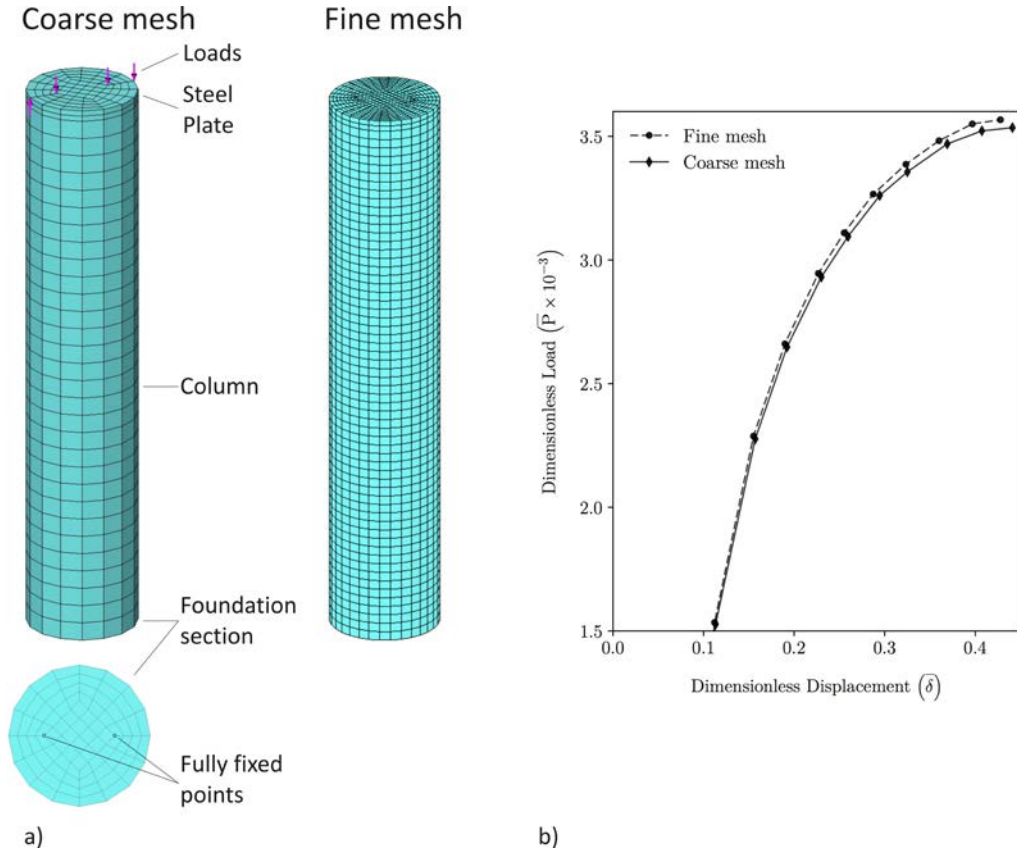 Coarse mesh
Fine mesh
Loads
Steel
Plate
Column
Foundation
section
Fully fixed
points
a)
Fine mesh
Coarse mesh
3.5
3.0
2.5
2.0
1.5
0.0 0.1 0.2 0.3 0.4
Dimensionless Load (P̅ × 10⁻³)
Dimensionless Displacement (δ̅)
b)